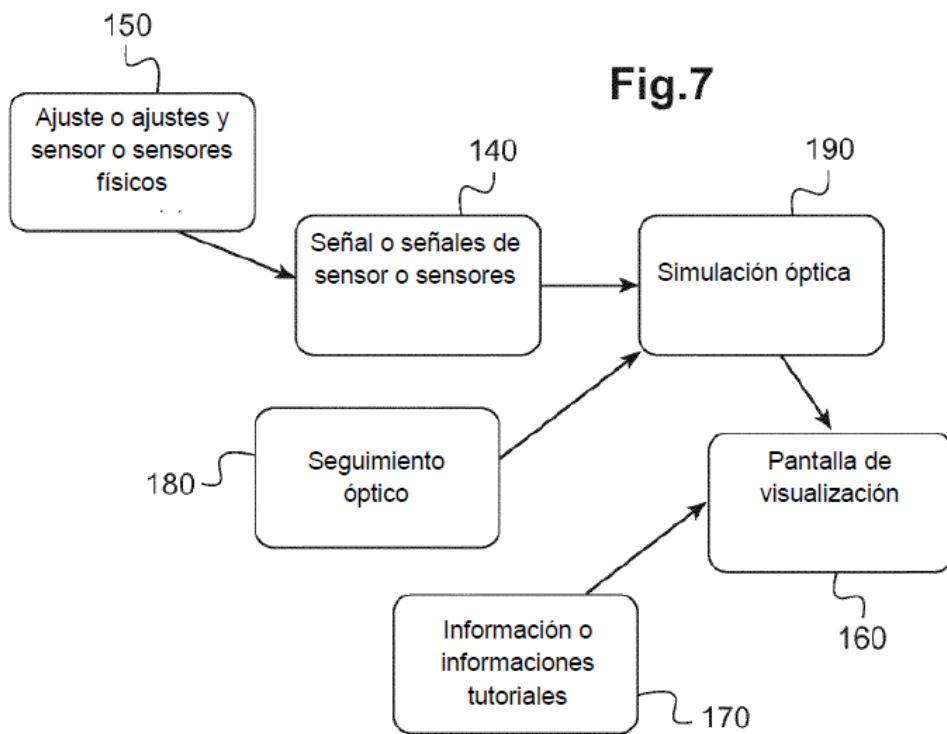 150
Fig.7
Ajuste o ajustes y
sensor o sensores
físicos
140
190
Señal o señales de
sensor o sensores
Simulación óptica
180
Seguimiento
óptico
Pantalla de
visualización
160
Información o
informaciones
tutoriales
170